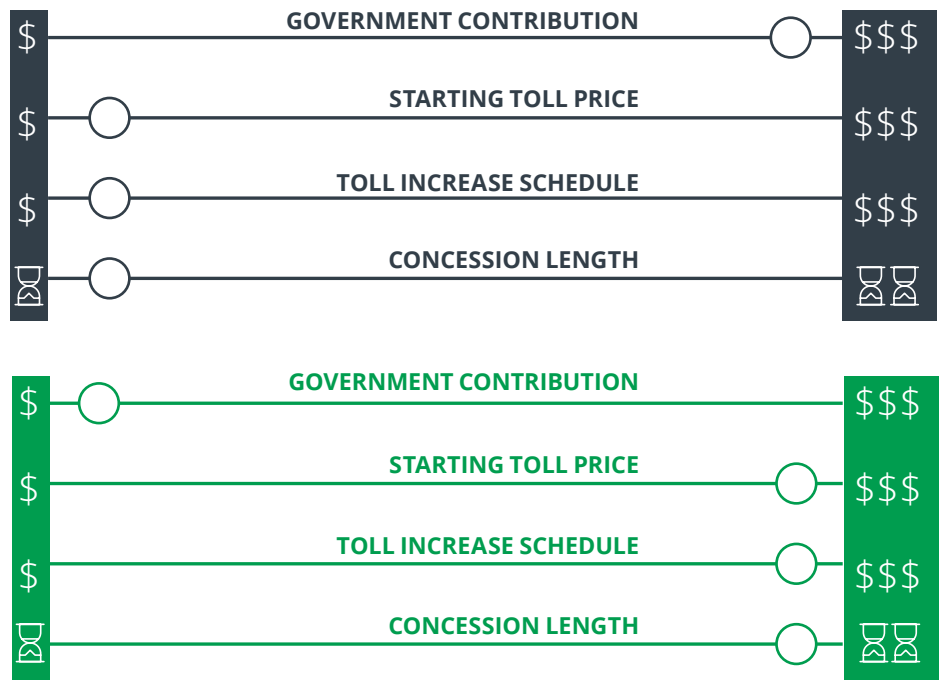 GOVERNMENT CONTRIBUTION
$ $$$
STARTING TOLL PRICE
$ $$$
TOLL INCREASE SCHEDULE
$ $$$
CONCESSION LENGTH
GOVERNMENT CONTRIBUTION
$ $$$
STARTING TOLL PRICE
$ $$$
TOLL INCREASE SCHEDULE
$ $$$
CONCESSION LENGTH